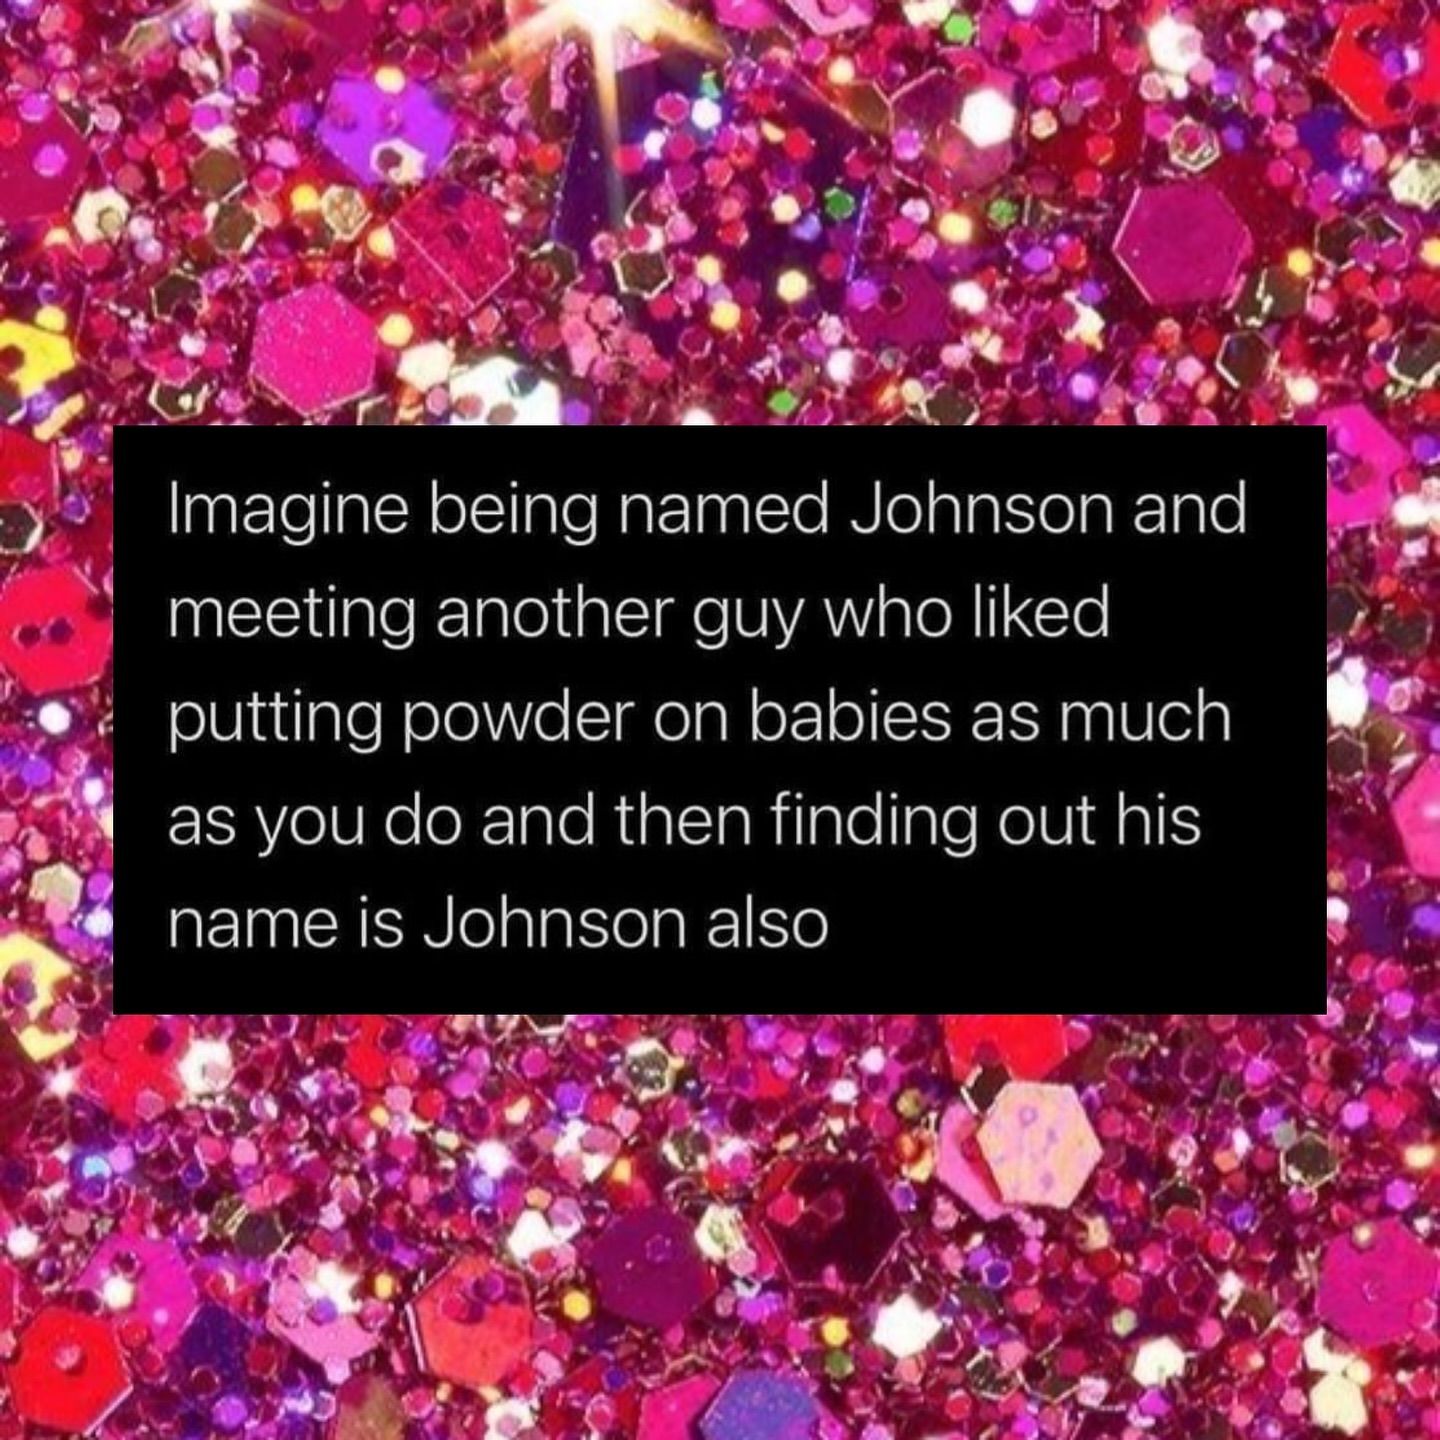 Imagine being named Johnson and
meeting another guy who liked
putting powder on babies as much
as you do and then finding out his
name is Johnson also